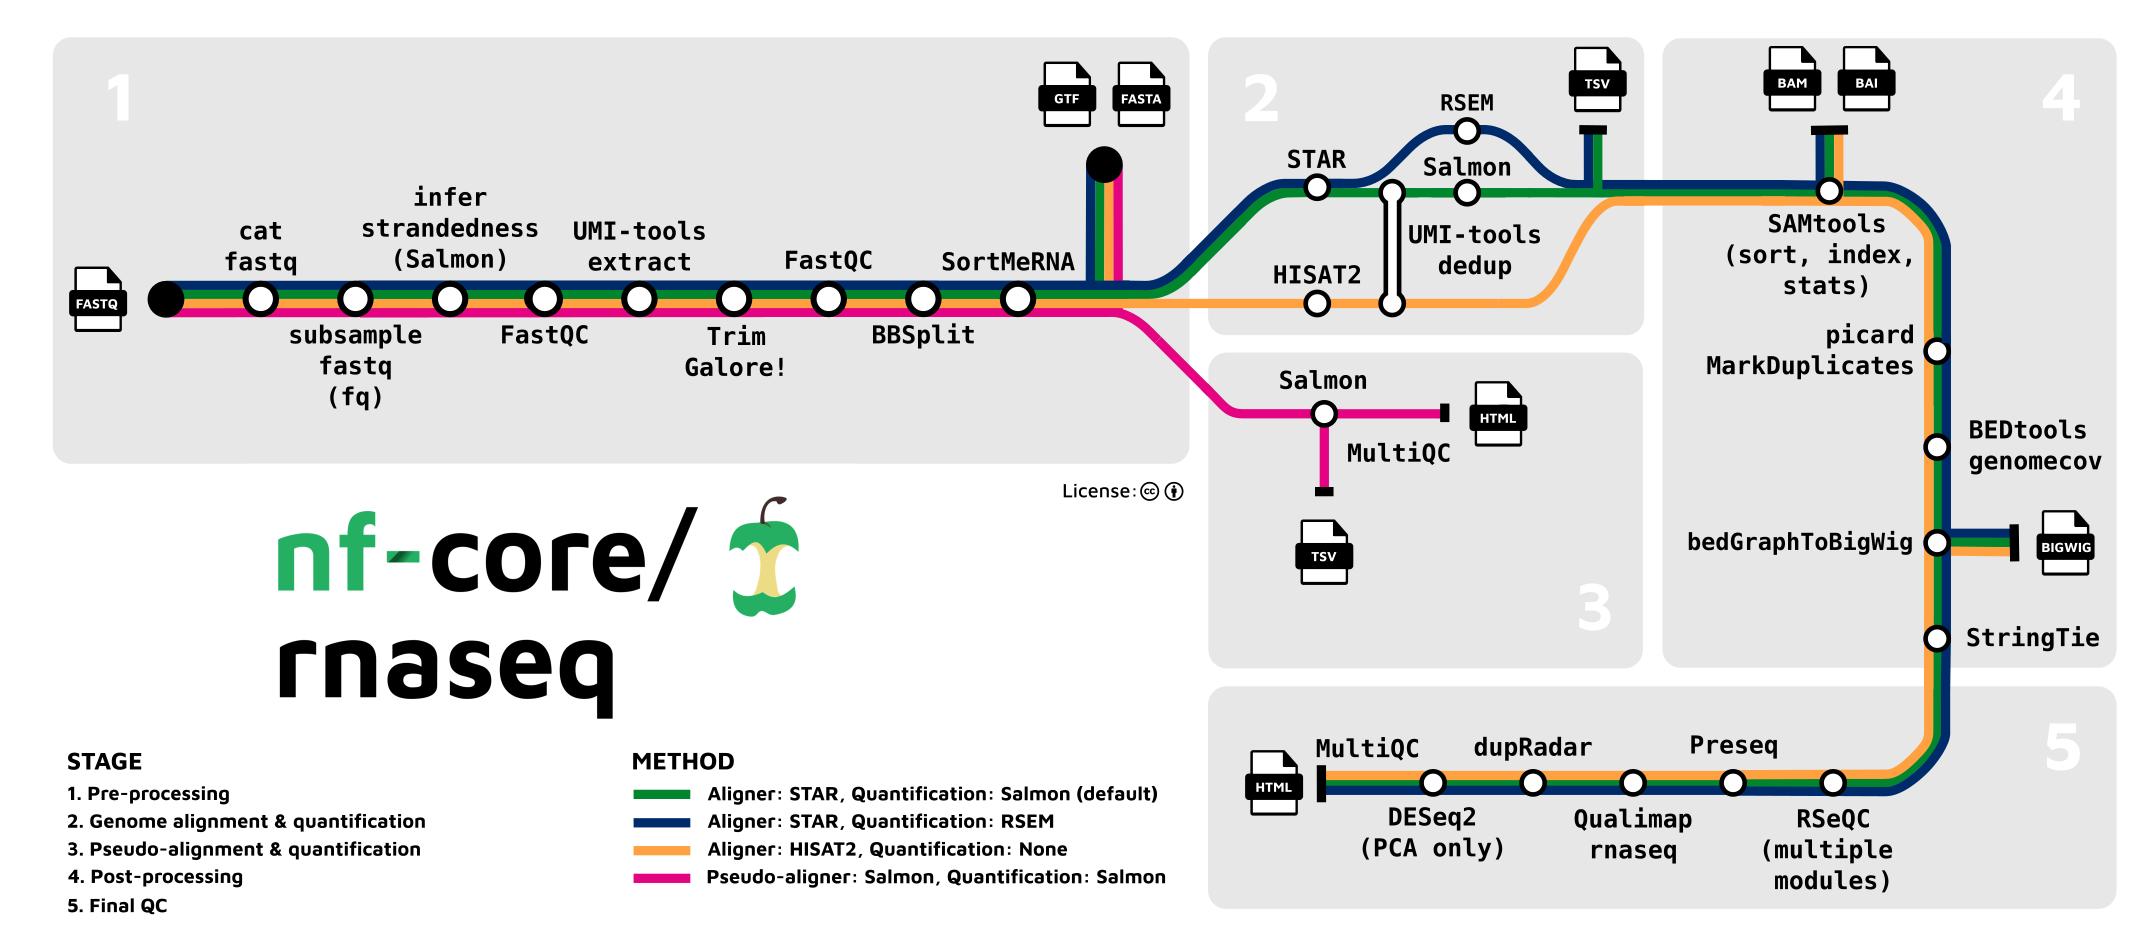 1
GTF
FASTA
FASTQ
cat
fastq
subsample
fastq
(fq)
infer
strandedness
(Salmon)
FastQC
UMI-tools
extract
Trim
Galore!
FastQC
BBSplit
SortMeRNA
2
STAR
RSEM
Salmon
UMI-tools
dedup
HISAT2
TSV
3
Salmon
MultiQC
HTML
TSV
4
BAM
BAI
SAMtools
(sort, index,
stats)
picard
MarkDuplicates
BEDtools
genomecov
bedGraphToBigWig
BIGWIG
StringTie
5
RSeQC
(multiple
modules)
Preseq
Qualimap
rnaseq
dupRadar
DESeq2
(PCA only)
MultiQC
HTML
License: cc
nf-core/
rnaseq
STAGE
1. Pre-processing
2. Genome alignment & quantification
3. Pseudo-alignment & quantification
4. Post-processing
5. Final QC
METHOD
Aligner: STAR, Quantification: Salmon (default)
Aligner: STAR, Quantification: RSEM
Aligner: HISAT2, Quantification: None
Pseudo-aligner: Salmon, Quantification: Salmon